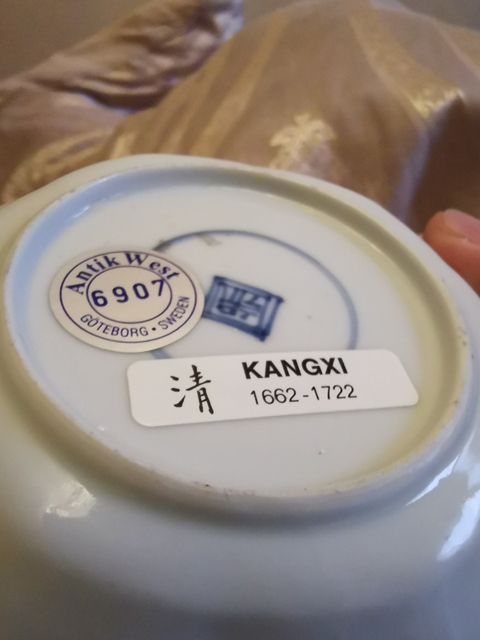 Antik West
6907
GÖTEBORG • SWEDEN
清
KANGXI
1662-1722